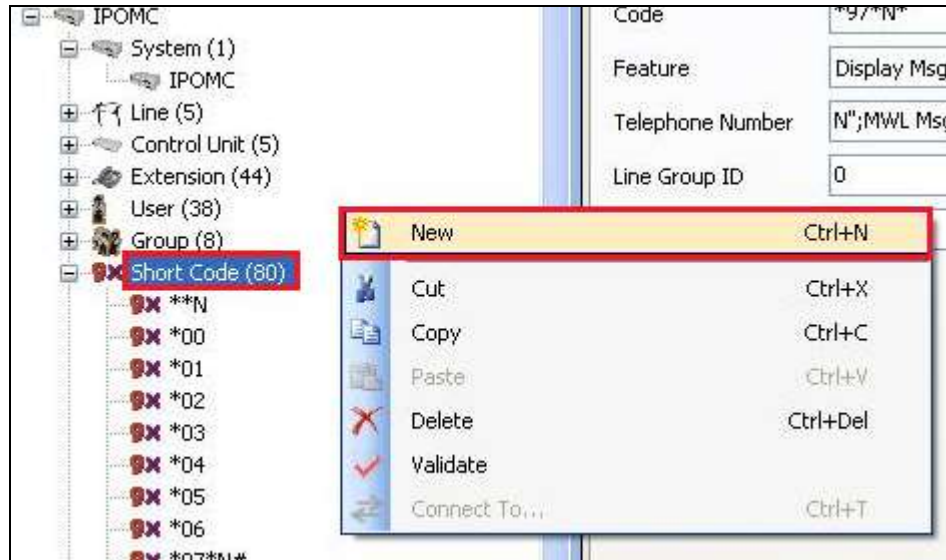 IPOMC
System (1)
IPOMC
Line (5)
Control Unit (5)
Extension (44)
User (38)
Group (8)
Short Code (80)
**N
*00
*01
*02
*03
*04
*05
*06
*07*N#
Code *97*N*
Feature Display Msg
Telephone Number N";MWL Msg
Line Group ID 0
New Ctrl+N
Cut Ctrl+X
Copy Ctrl+C
Paste Ctrl+V
Delete Ctrl+Del
Validate
Connect To... Ctrl+T